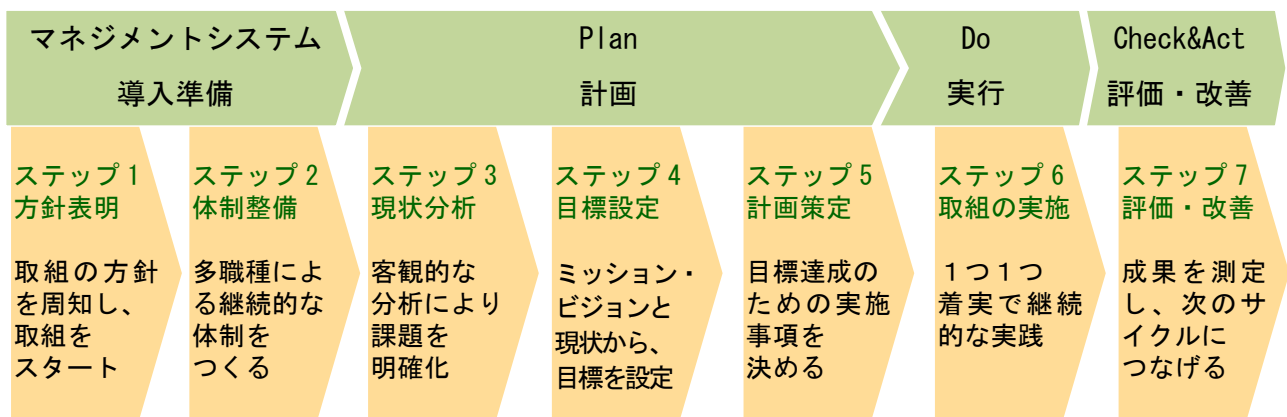 マネジメントシステム
導入準備
Plan
計画
Do
実行
Check&Act
評価・改善
ステップ1
方針表明
取組の方針
を周知し、
取組を
スタート
ステップ2
体制整備
多職種によ
る継続的な
体制を
つくる
ステップ3
現状分析
客観的な
分析により
課題を
明確化
ステップ4
目標設定
ミッション・
ビジョンと
現状から、
目標を設定
ステップ5
計画策定
目標達成の
ための実施
事項を
決める
ステップ6
取組の実施
１つ１つ
着実で継続
的な実践
ステップ7
評価・改善
成果を測定
し、次のサ
イクルに
つなげる